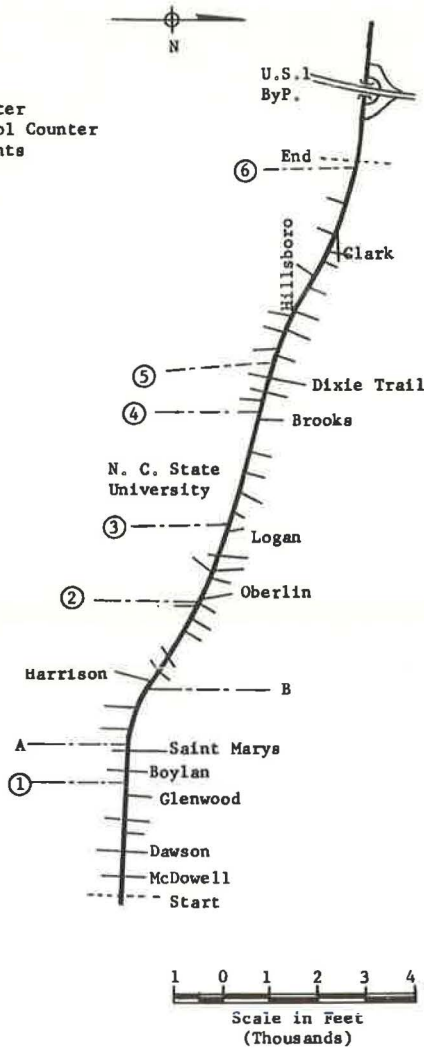 N
ter
ol Counter
nts
U.S.1
ByP.
End
6
Hillsboro
Clark
5
Dixie Trail
4
Brooks
N. C. State
University
3
Logan
2
Oberlin
Harrison
B
A
Saint Marys
Boylan
1
Glenwood
Dawson
McDowell
Start
1 0 1 2 3 4
Scale in Feet
(Thousands)